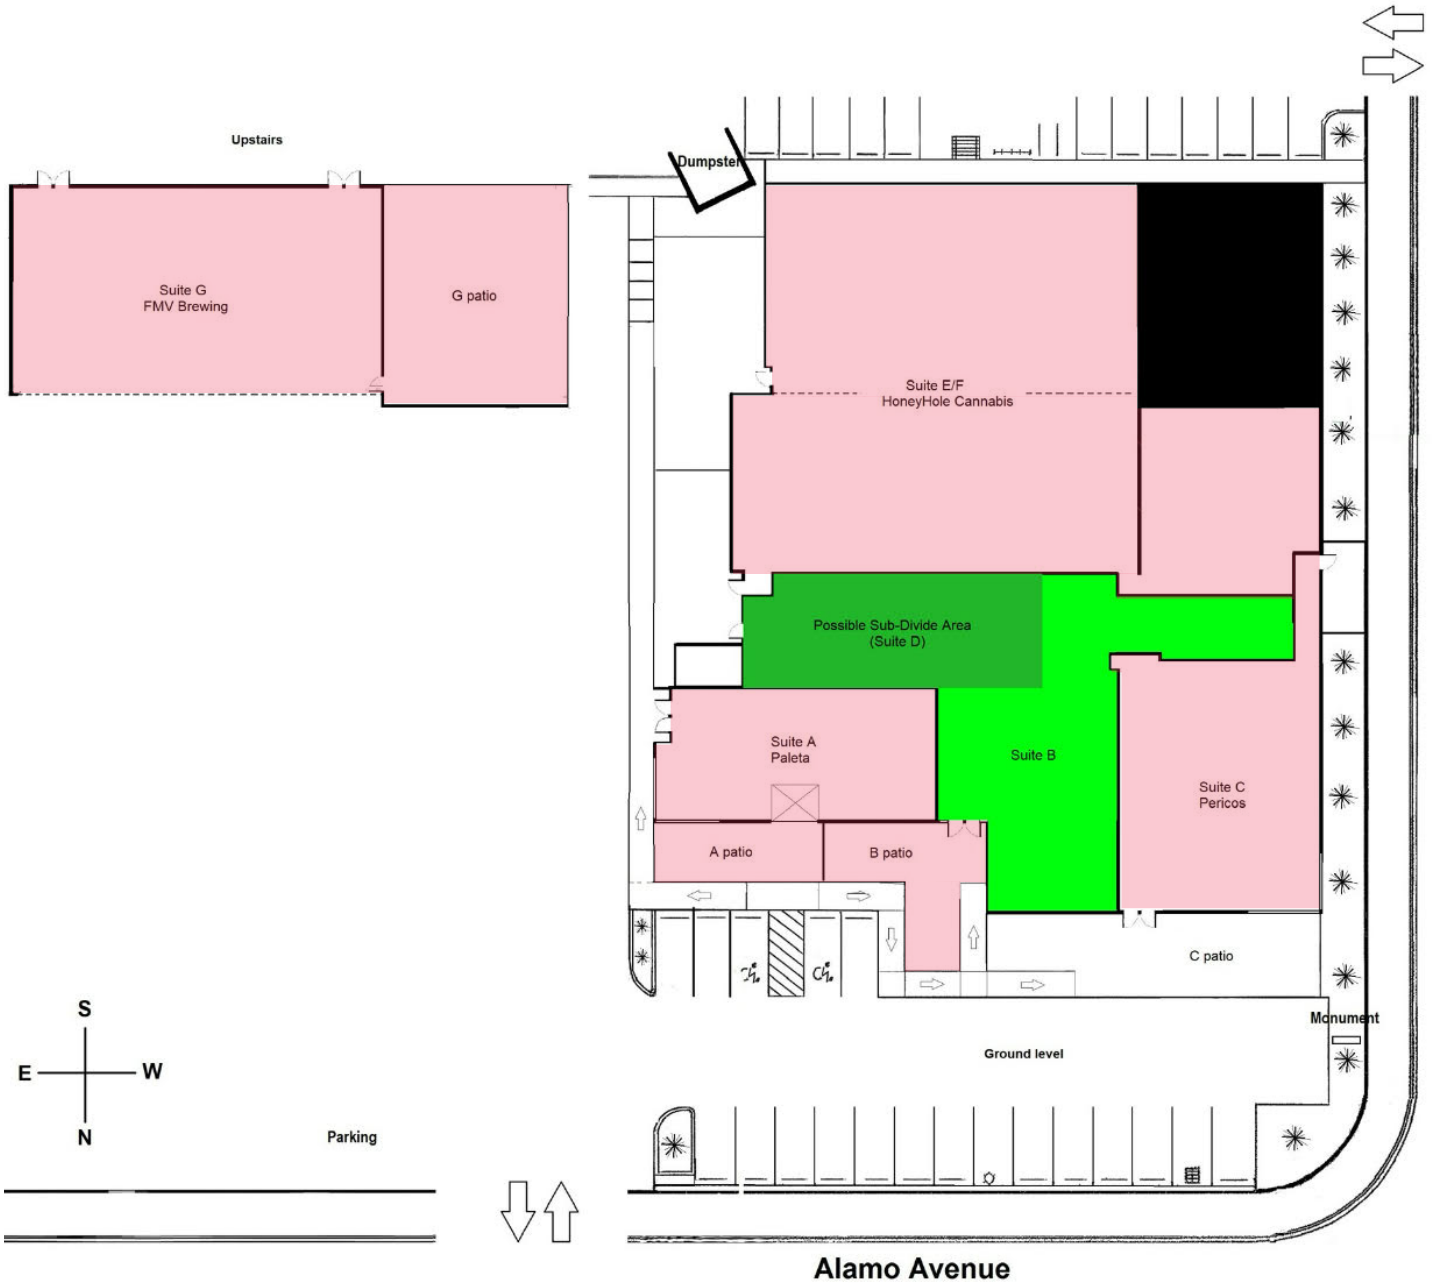 Upstairs
Dumpster
Suite G
FMV Brewing
G patio
Suite E/F
HoneyHole Cannabis
Possible Sub-Divide Area
(Suite D)
Suite A
Paleta
Suite B
Suite C
Pericos
A patio
B patio
C patio
S
E
W
N
Monument
Ground level
Parking
Alamo Avenue